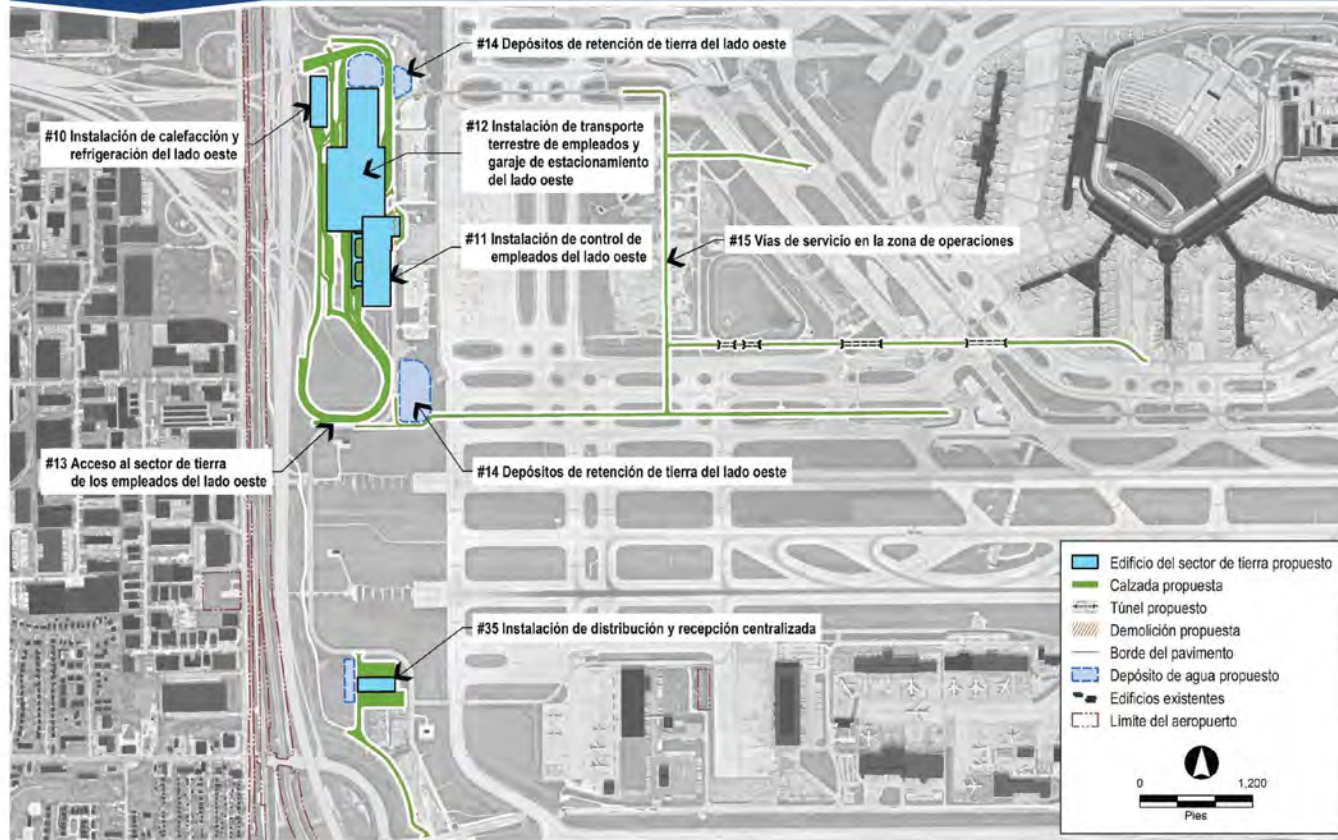 #14 Depósitos de retención de tierra del lado oeste
#10 Instalación de calefacción y
refrigeración del lado oeste
#12 Instalación de transporte
terrestre de empleados y
garaje de estacionamiento
del lado oeste
#11 Instalación de control de
empleados del lado oeste
#15 Vías de servicio en la zona de operaciones
#13 Acceso al sector de tierra
de los empleados del lado oeste
#14 Depósitos de retención de tierra del lado oeste
#35 Instalación de distribución y recepción centralizada
Edificio del sector de tierra propuesto
Calzada propuesta
Túnel propuesto
Demolición propuesta
Borde del pavimento
Depósito de agua propuesto
Edificios existentes
Límite del aeropuerto
0 1,200
Pies